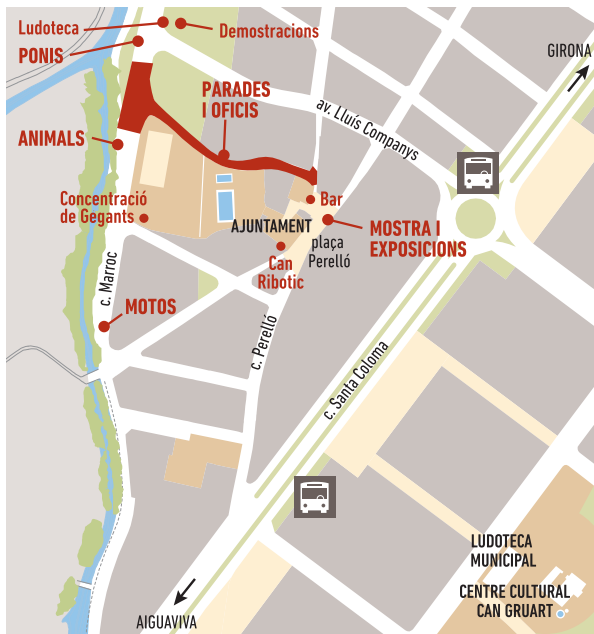 Ludoteca
Demostracions
PONIS
GIRONA
PARADES
I OFICIS
av. Lluís Companys
ANIMALS
Concentració
de Gegants
Bar
AJUNTAMENT
MOSTRA I
EXPOSICIONS
plaça
Perelló
Can
Ribotic
c. Marroc
MOTOS
c. Perelló
c. Santa Coloma
LUDOTECA
MUNICIPAL
CENTRE CULTURAL
CAN GRUART
AIGUAVIVA